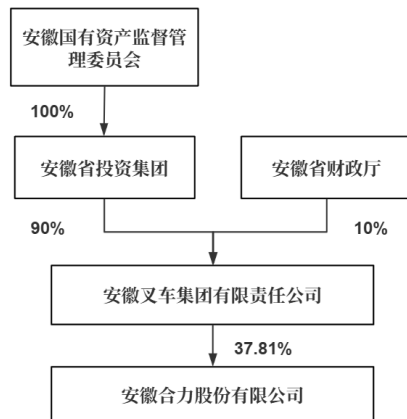 安徽国有资产监督管
理委员会
100%
安徽省投资集团
安徽省财政厅
90%
10%
安徽叉车集团有限责任公司
37.81%
安徽合力股份有限公司